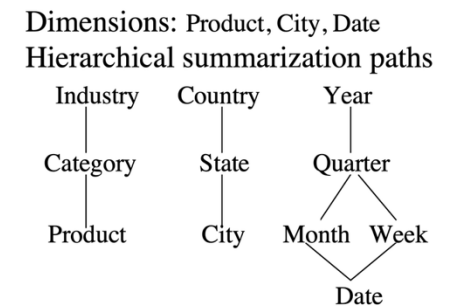 Dimensions: Product, City, Date
Hierarchical summarization paths
Industry Country Year
Category State Quarter
Product City Month Week
Date